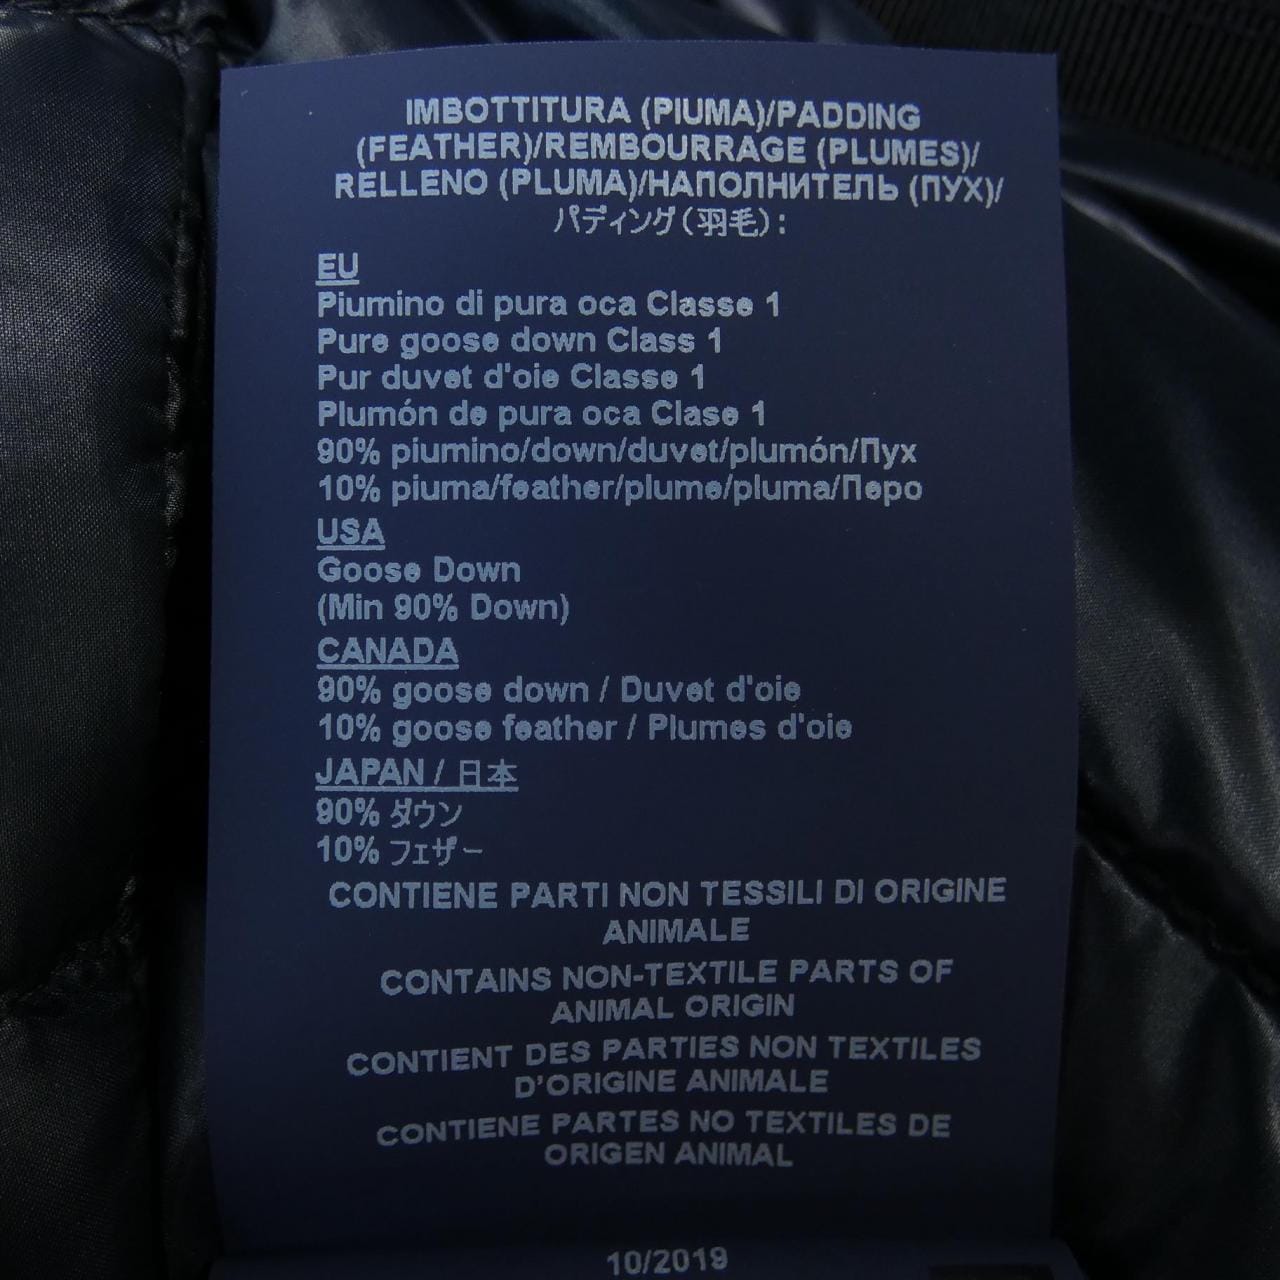 IMBOTTITURA (PIUMA)/PADDING
(FEATHER)/REMBOURRAGE (PLUMES)/
RELLENO (PLUMA)/НАПОЛНИТЕЛЬ (ПУХ)/
パディング(羽毛):
EU
Piumino di pura oca Classe 1
Pure goose down Class 1
Pur duvet d'oie Classe 1
Plumón de pura oca Clase 1
90% piumino/down/duvet/plumón/Пух
10% piuma/feather/plume/pluma/Перо
USA
Goose Down
(Min 90% Down)
CANADA
90% goose down / Duvet d'oie
10% goose feather / Plumes d'oie
JAPAN / 日本
90% ダウン
10% フェザー
CONTIENE PARTI NON TESSILI DI ORIGINE
ANIMALE
CONTAINS NON-TEXTILE PARTS OF
ANIMAL ORIGIN
CONTIENT DES PARTIES NON TEXTILES
D'ORIGINE ANIMALE
CONTIENE PARTES NO TEXTILES DE
ORIGEN ANIMAL
10/2019